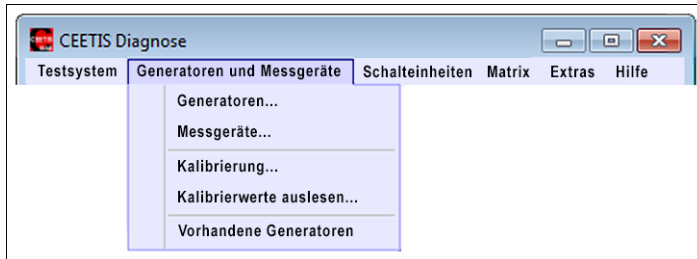 CEETIS Diagnose
Testsystem Generatoren und Messgeräte Schalteinheiten Matrix Extras Hilfe
Generatoren...
Messgeräte...
Kalibrierung...
Kalibrierwerte auslesen...
Vorhandene Generatoren